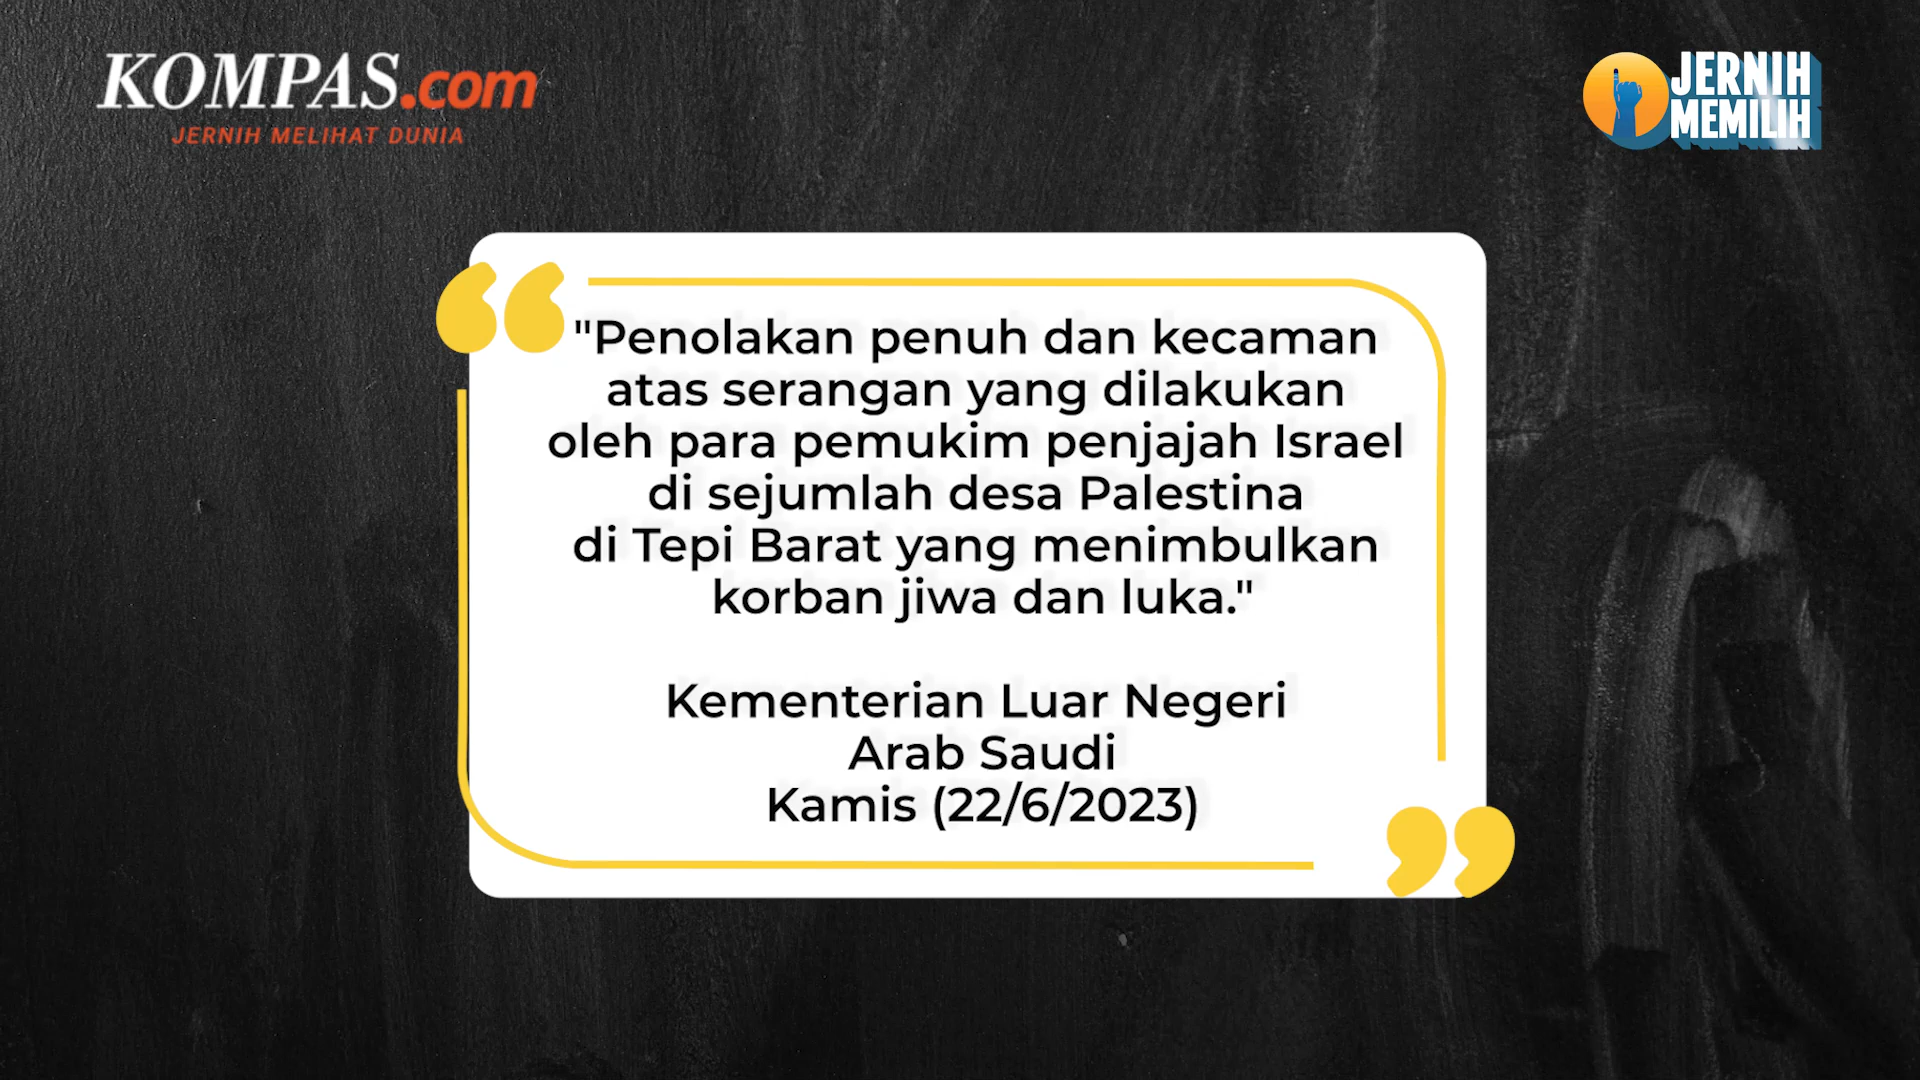 KOMPAS.com
JERNIH MELIHAT DUNIA
JERNIH
MEMILIH
"Penolakan penuh dan kecaman
atas serangan yang dilakukan
oleh para pemukim penjajah Israel
di sejumlah desa Palestina
di Tepi Barat yang menimbulkan
korban jiwa dan luka."
Kementerian Luar Negeri
Arab Saudi
Kamis (22/6/2023)